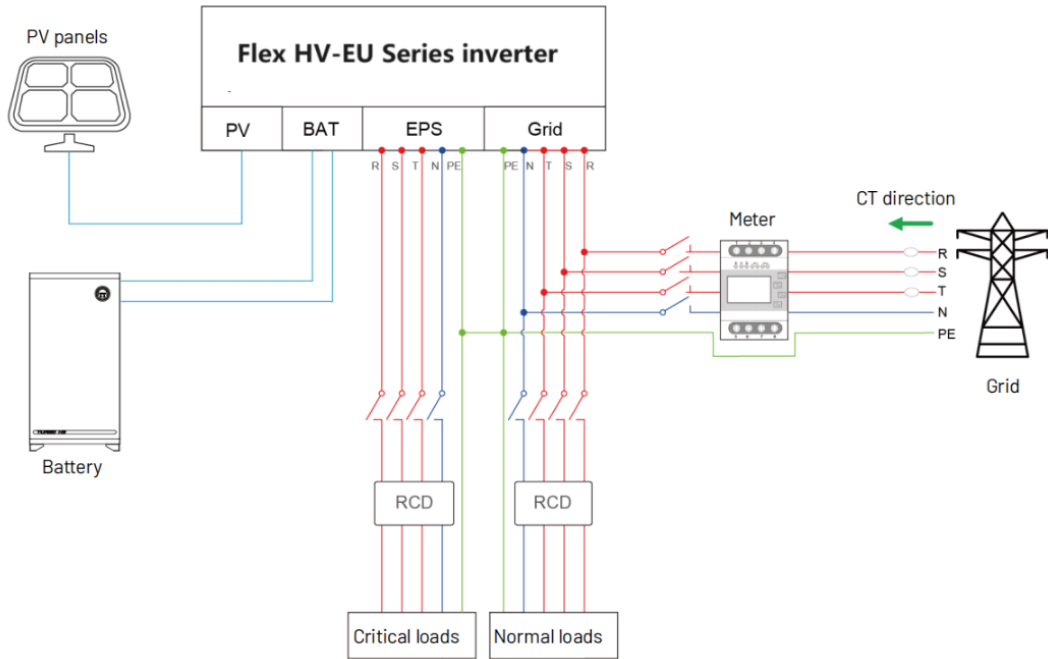 PV panels
Flex HV-EU Series inverter
PV
BAT
EPS
Grid
R S T N PE
PE N T S R
CT direction
Meter
R
S
T
N
PE
Grid
Battery
RCD
RCD
Critical loads
Normal loads